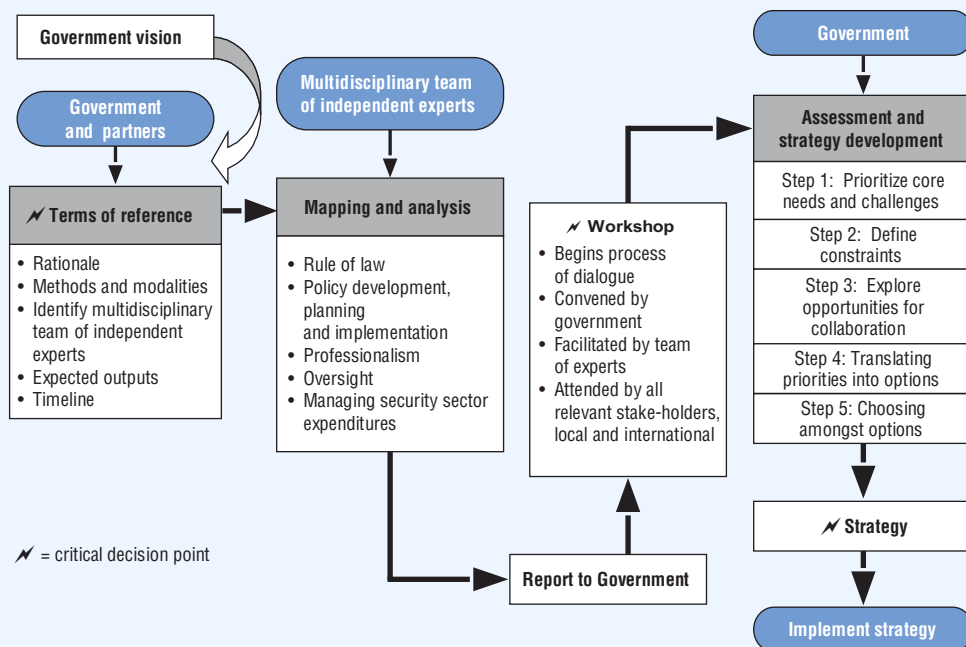 Government vision
Government
and partners
⚡ Terms of reference
• Rationale
• Methods and modalities
• Identify multidisciplinary
team of independent
experts
• Expected outputs
• Timeline
⚡ = critical decision point
Multidisciplinary team
of independent experts
Mapping and analysis
• Rule of law
• Policy development,
planning
and implementation
• Professionalism
• Oversight
• Managing security sector
expenditures
Report to Government
⚡ Workshop
• Begins process
of dialogue
• Convened by
government
• Facilitated by team
of experts
• Attended by all
relevant stake-holders,
local and international
Government
Assessment and
strategy development
Step 1: Prioritize core
needs and challenges
Step 2: Define
constraints
Step 3: Explore
opportunities for
collaboration
Step 4: Translating
priorities into options
Step 5: Choosing
amongst options
⚡ Strategy
Implement strategy